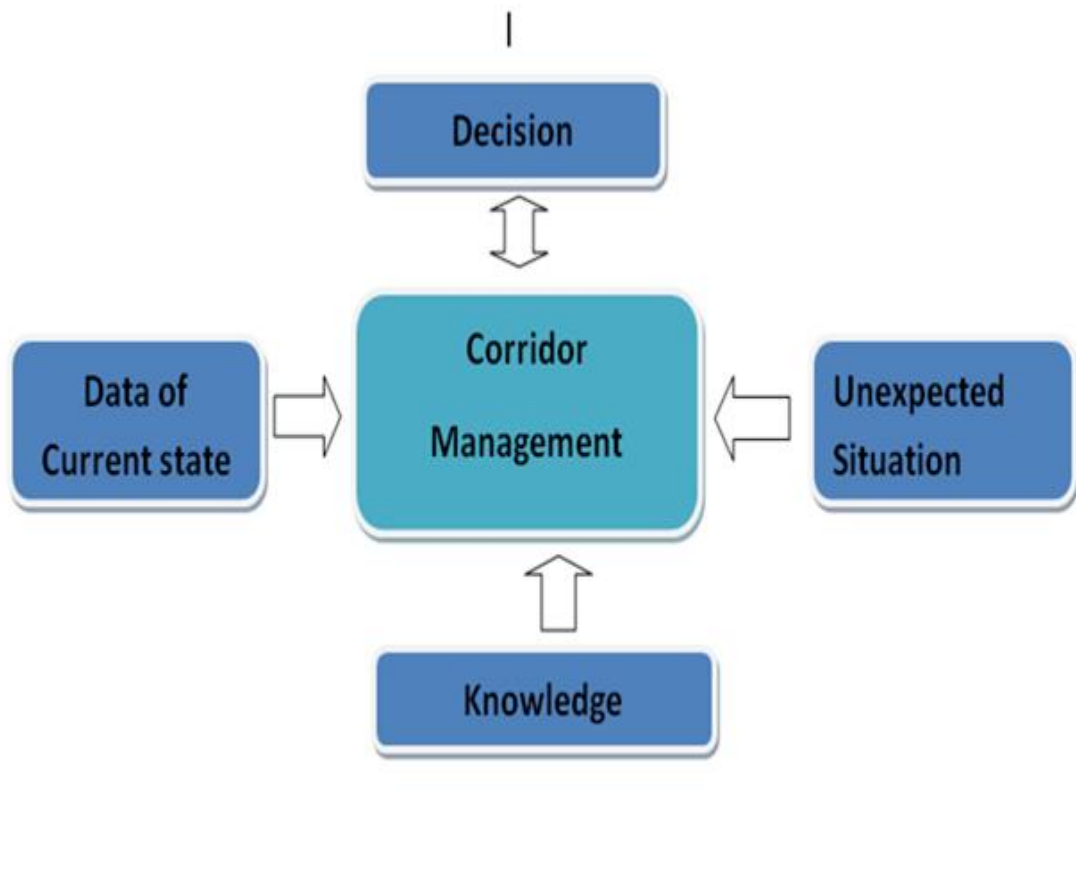 Decision
Corridor
Management
Data of
Current state
Unexpected
Situation
Knowledge